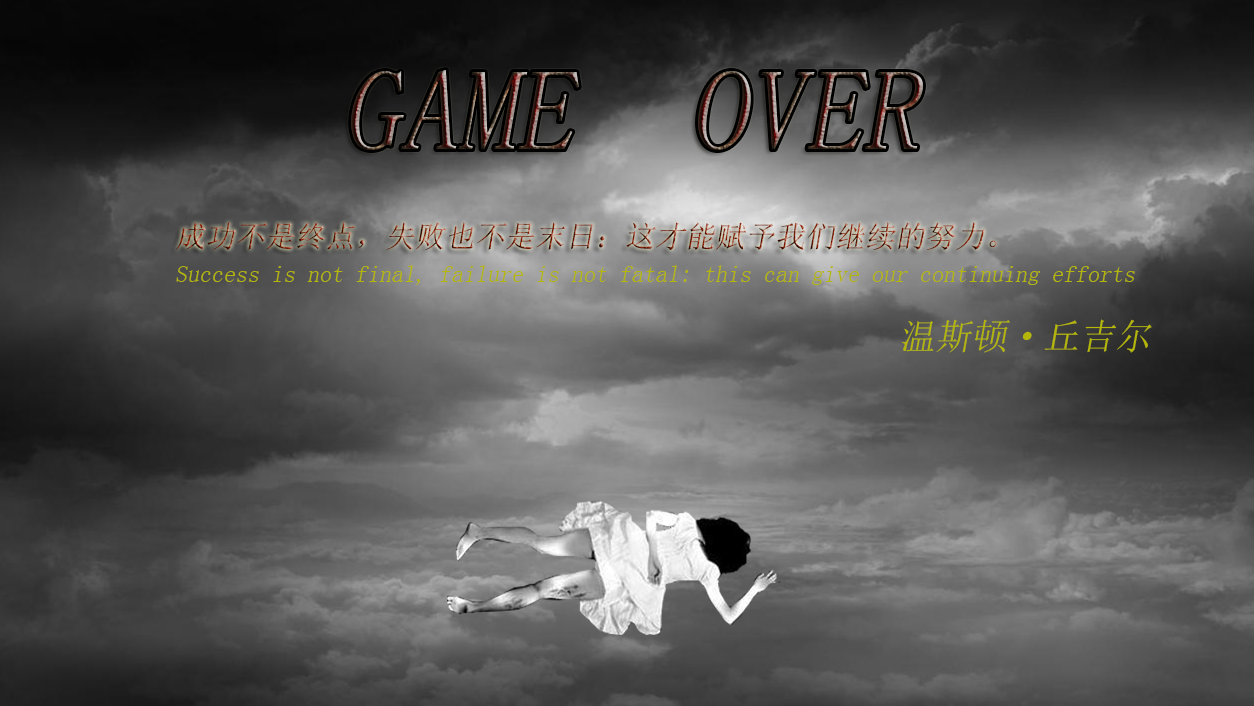 GAME OVER
成功不是终点，失败也不是末日：这才能赋予我们继续的努力。
Success is not final, failure is not fatal: this can give our continuing efforts
温斯顿·丘吉尔